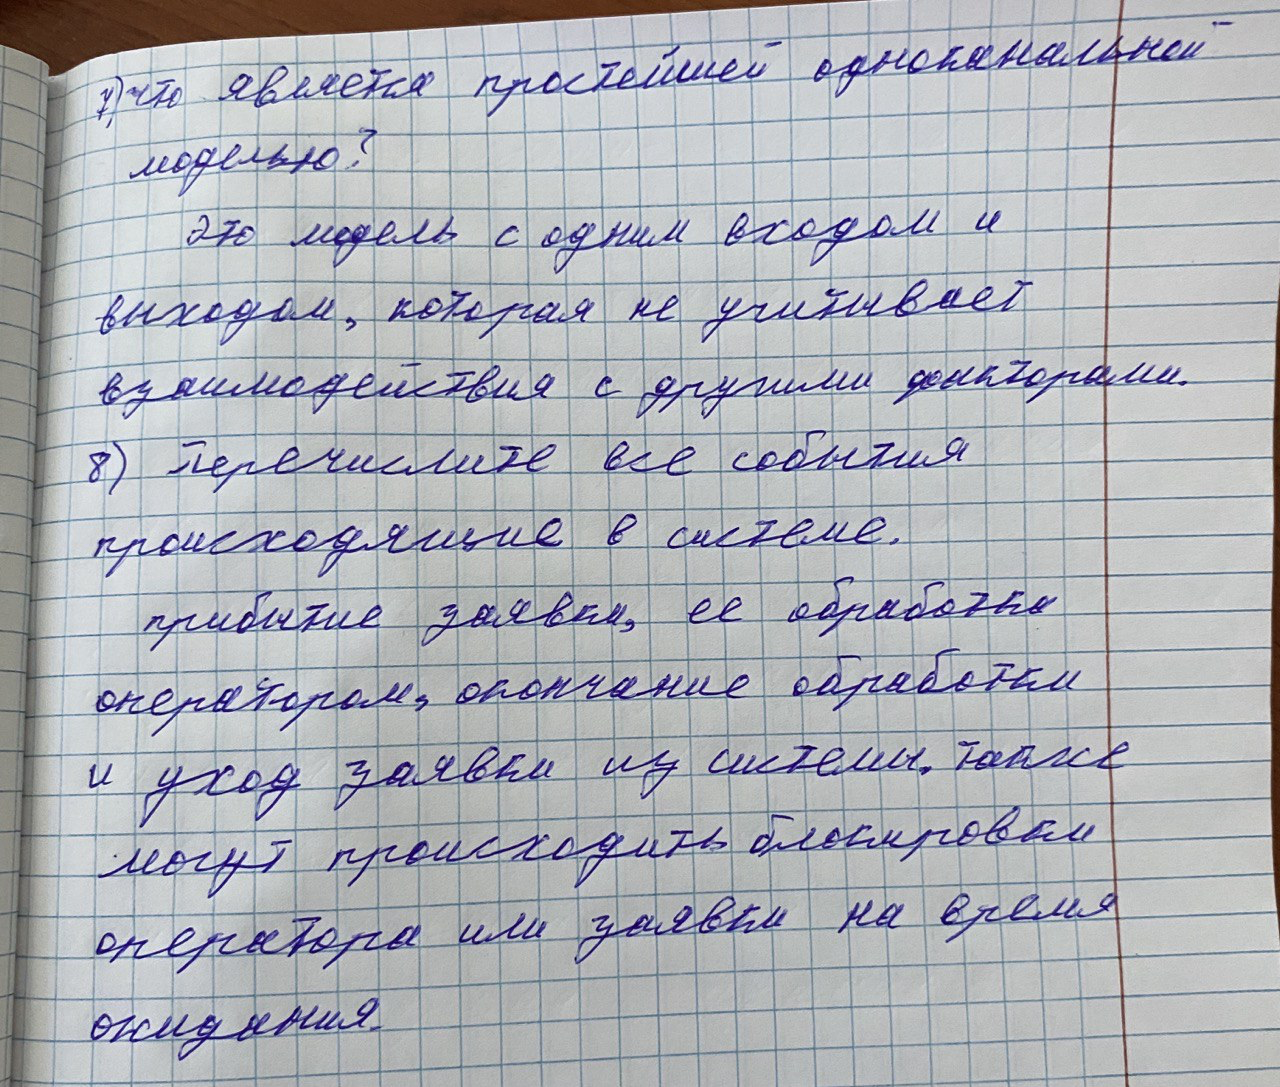 7) что является простейшей одноканальной
моделью?
Это модель с одним входом и
выходом, которая не учитывает
взаимодействия с другими факторами.
8) Перечислите все события
происходящие в системе.
прибытие заявки, ее обработка
оператором, окончание обработки
и уход заявки из системы. также
могут происходить блокировки
оператора или заявки на время
ожидания.